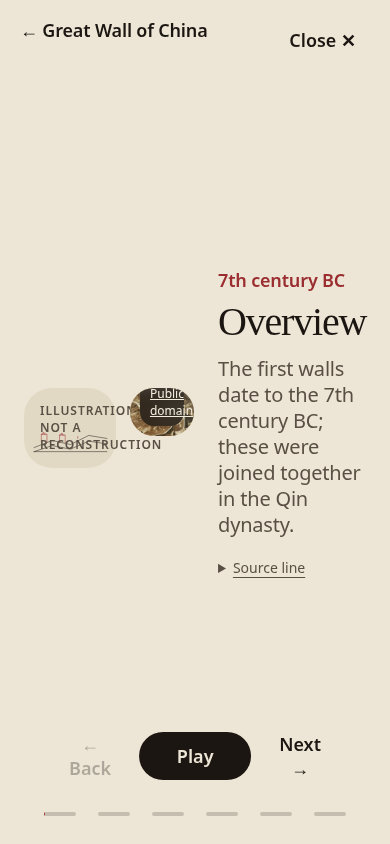 ← Great Wall of China
Close ✕
7th century BC
Overview
The first walls
date to the 7th
century BC;
these were
joined together
in the Qin
dynasty.
▶ Source line
ILLUSTRATION
NOT A
RECONSTRUCTION
Public
domain
← Back
Play
Next →